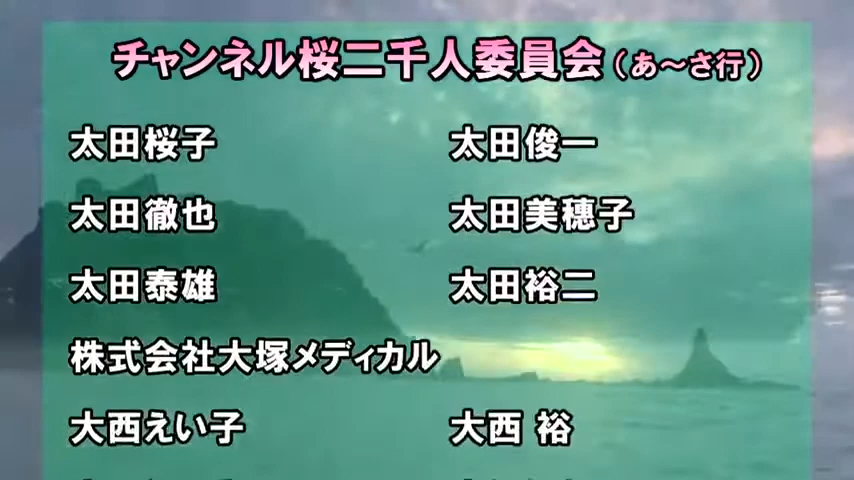 チャンネル桜二千人委員会（あ～さ行）
太田桜子 太田俊一
太田徹也 太田美穂子
太田泰雄 太田裕二
株式会社大塚メディカル
大西えい子 大西 裕